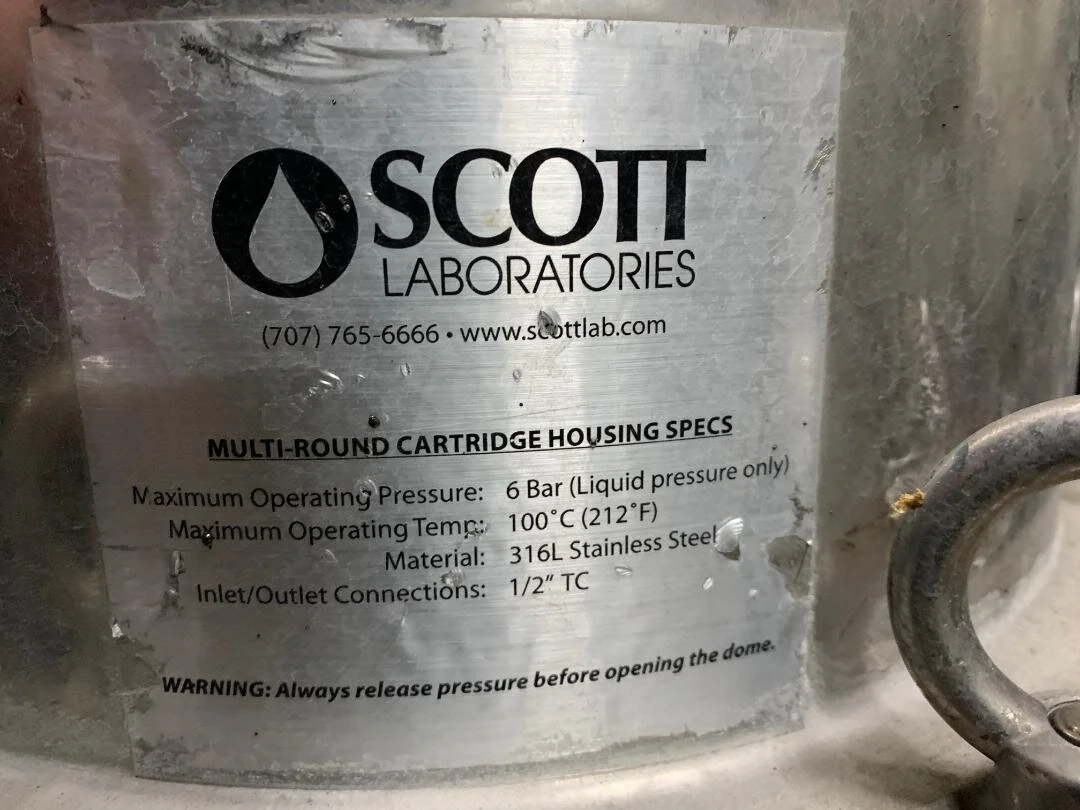 SCOTT
LABORATORIES
(707) 765-6666 • www.scottlab.com
MULTI-ROUND CARTRIDGE HOUSING SPECS
Maximum Operating Pressure: 6 Bar (Liquid pressure only)
Maximum Operating Temp: 100°C (212°F)
Material: 316L Stainless Steel
Inlet/Outlet Connections: 1/2" TC
WARNING: Always release pressure before opening the dome.